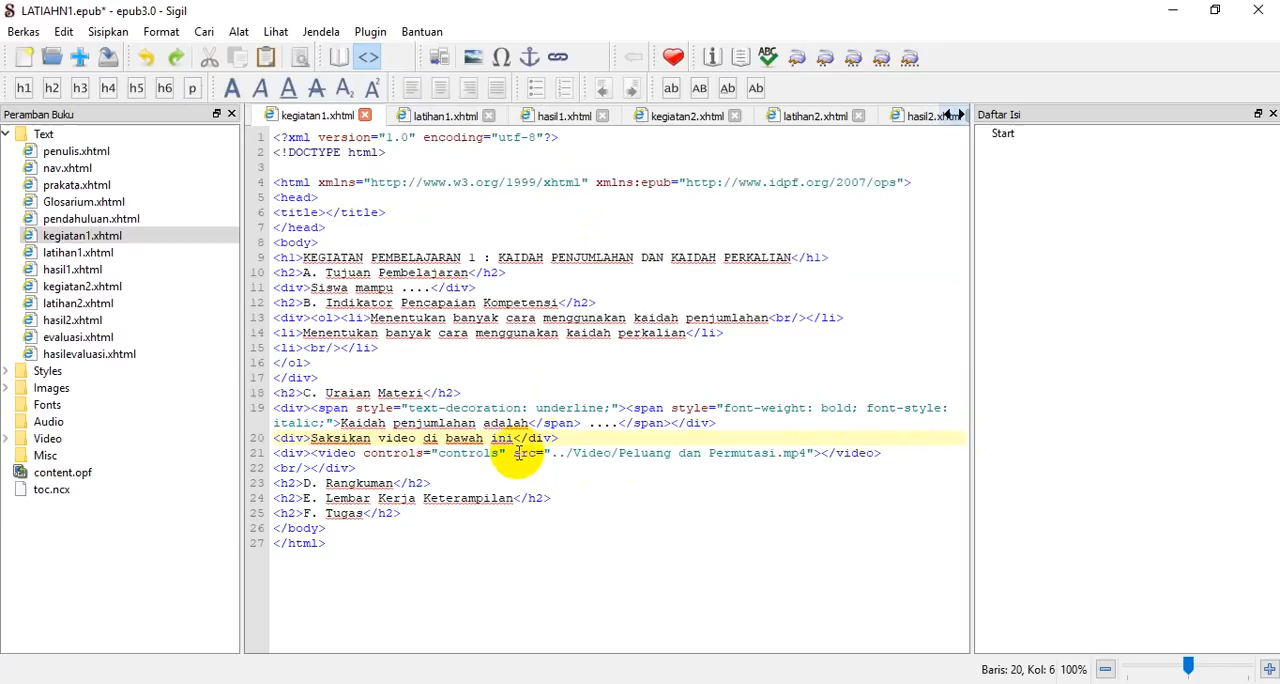 LATIAHN1.epub* - epub3.0 - Sigil
Berkas Edit Sisipkan Format Cari Alat Lihat Jendela Plugin Bantuan
h1 h2 h3 h4 h5 h6 p A A A A A₂ A² ab AB Ab Ab
Peramban Buku
Text
penulis.xhtml
nav.xhtml
prakata.xhtml
Glosarium.xhtml
pendahuluan.xhtml
kegiatan1.xhtml
latihan1.xhtml
hasil1.xhtml
kegiatan2.xhtml
latihan2.xhtml
hasil2.xhtml
evaluasi.xhtml
hasilevaluasi.xhtml
Styles
Images
Fonts
Audio
Video
Misc
content.opf
toc.ncx
kegiatan1.xhtml latihan1.xhtml hasil1.xhtml kegiatan2.xhtml latihan2.xhtml hasil2.xhtml
1 <?xml version="1.0" encoding="utf-8"?>
2 <!DOCTYPE html>
3
4 <html xmlns="http://www.w3.org/1999/xhtml" xmlns:epub="http://www.idpf.org/2007/ops">
5 <head>
6 <title></title>
7 </head>
8 <body>
9 <h1>KEGIATAN PEMBELAJARAN 1 : KAIDAH PENJUMLAHAN DAN KAIDAH PERKALIAN</h1>
10 <h2>A. Tujuan Pembelajaran</h2>
11 <div>Siswa mampu ....</div>
12 <h2>B. Indikator Pencapaian Kompetensi</h2>
13 <div><ol><li>Menentukan banyak cara menggunakan kaidah penjumlahan<br/></li>
14 <li>Menentukan banyak cara menggunakan kaidah perkalian</li>
15 <li><br/></li>
16 </ol>
17 </div>
18 <h2>C. Uraian Materi</h2>
19 <div><span style="text-decoration: underline;"><span style="font-weight: bold; font-style:
italic;">Kaidah penjumlahan adalah</span> ....</span></div>
20 <div>Saksikan video di bawah ini</div>
21 <div><video controls="controls" src="../Video/Peluang dan Permutasi.mp4"></video>
22 <br/></div>
23 <h2>D. Rangkuman</h2>
24 <h2>E. Lembar Kerja Keterampilan</h2>
25 <h2>F. Tugas</h2>
26 </body>
27 </html>
Daftar Isi
Start
Baris: 20, Kol: 6 100%